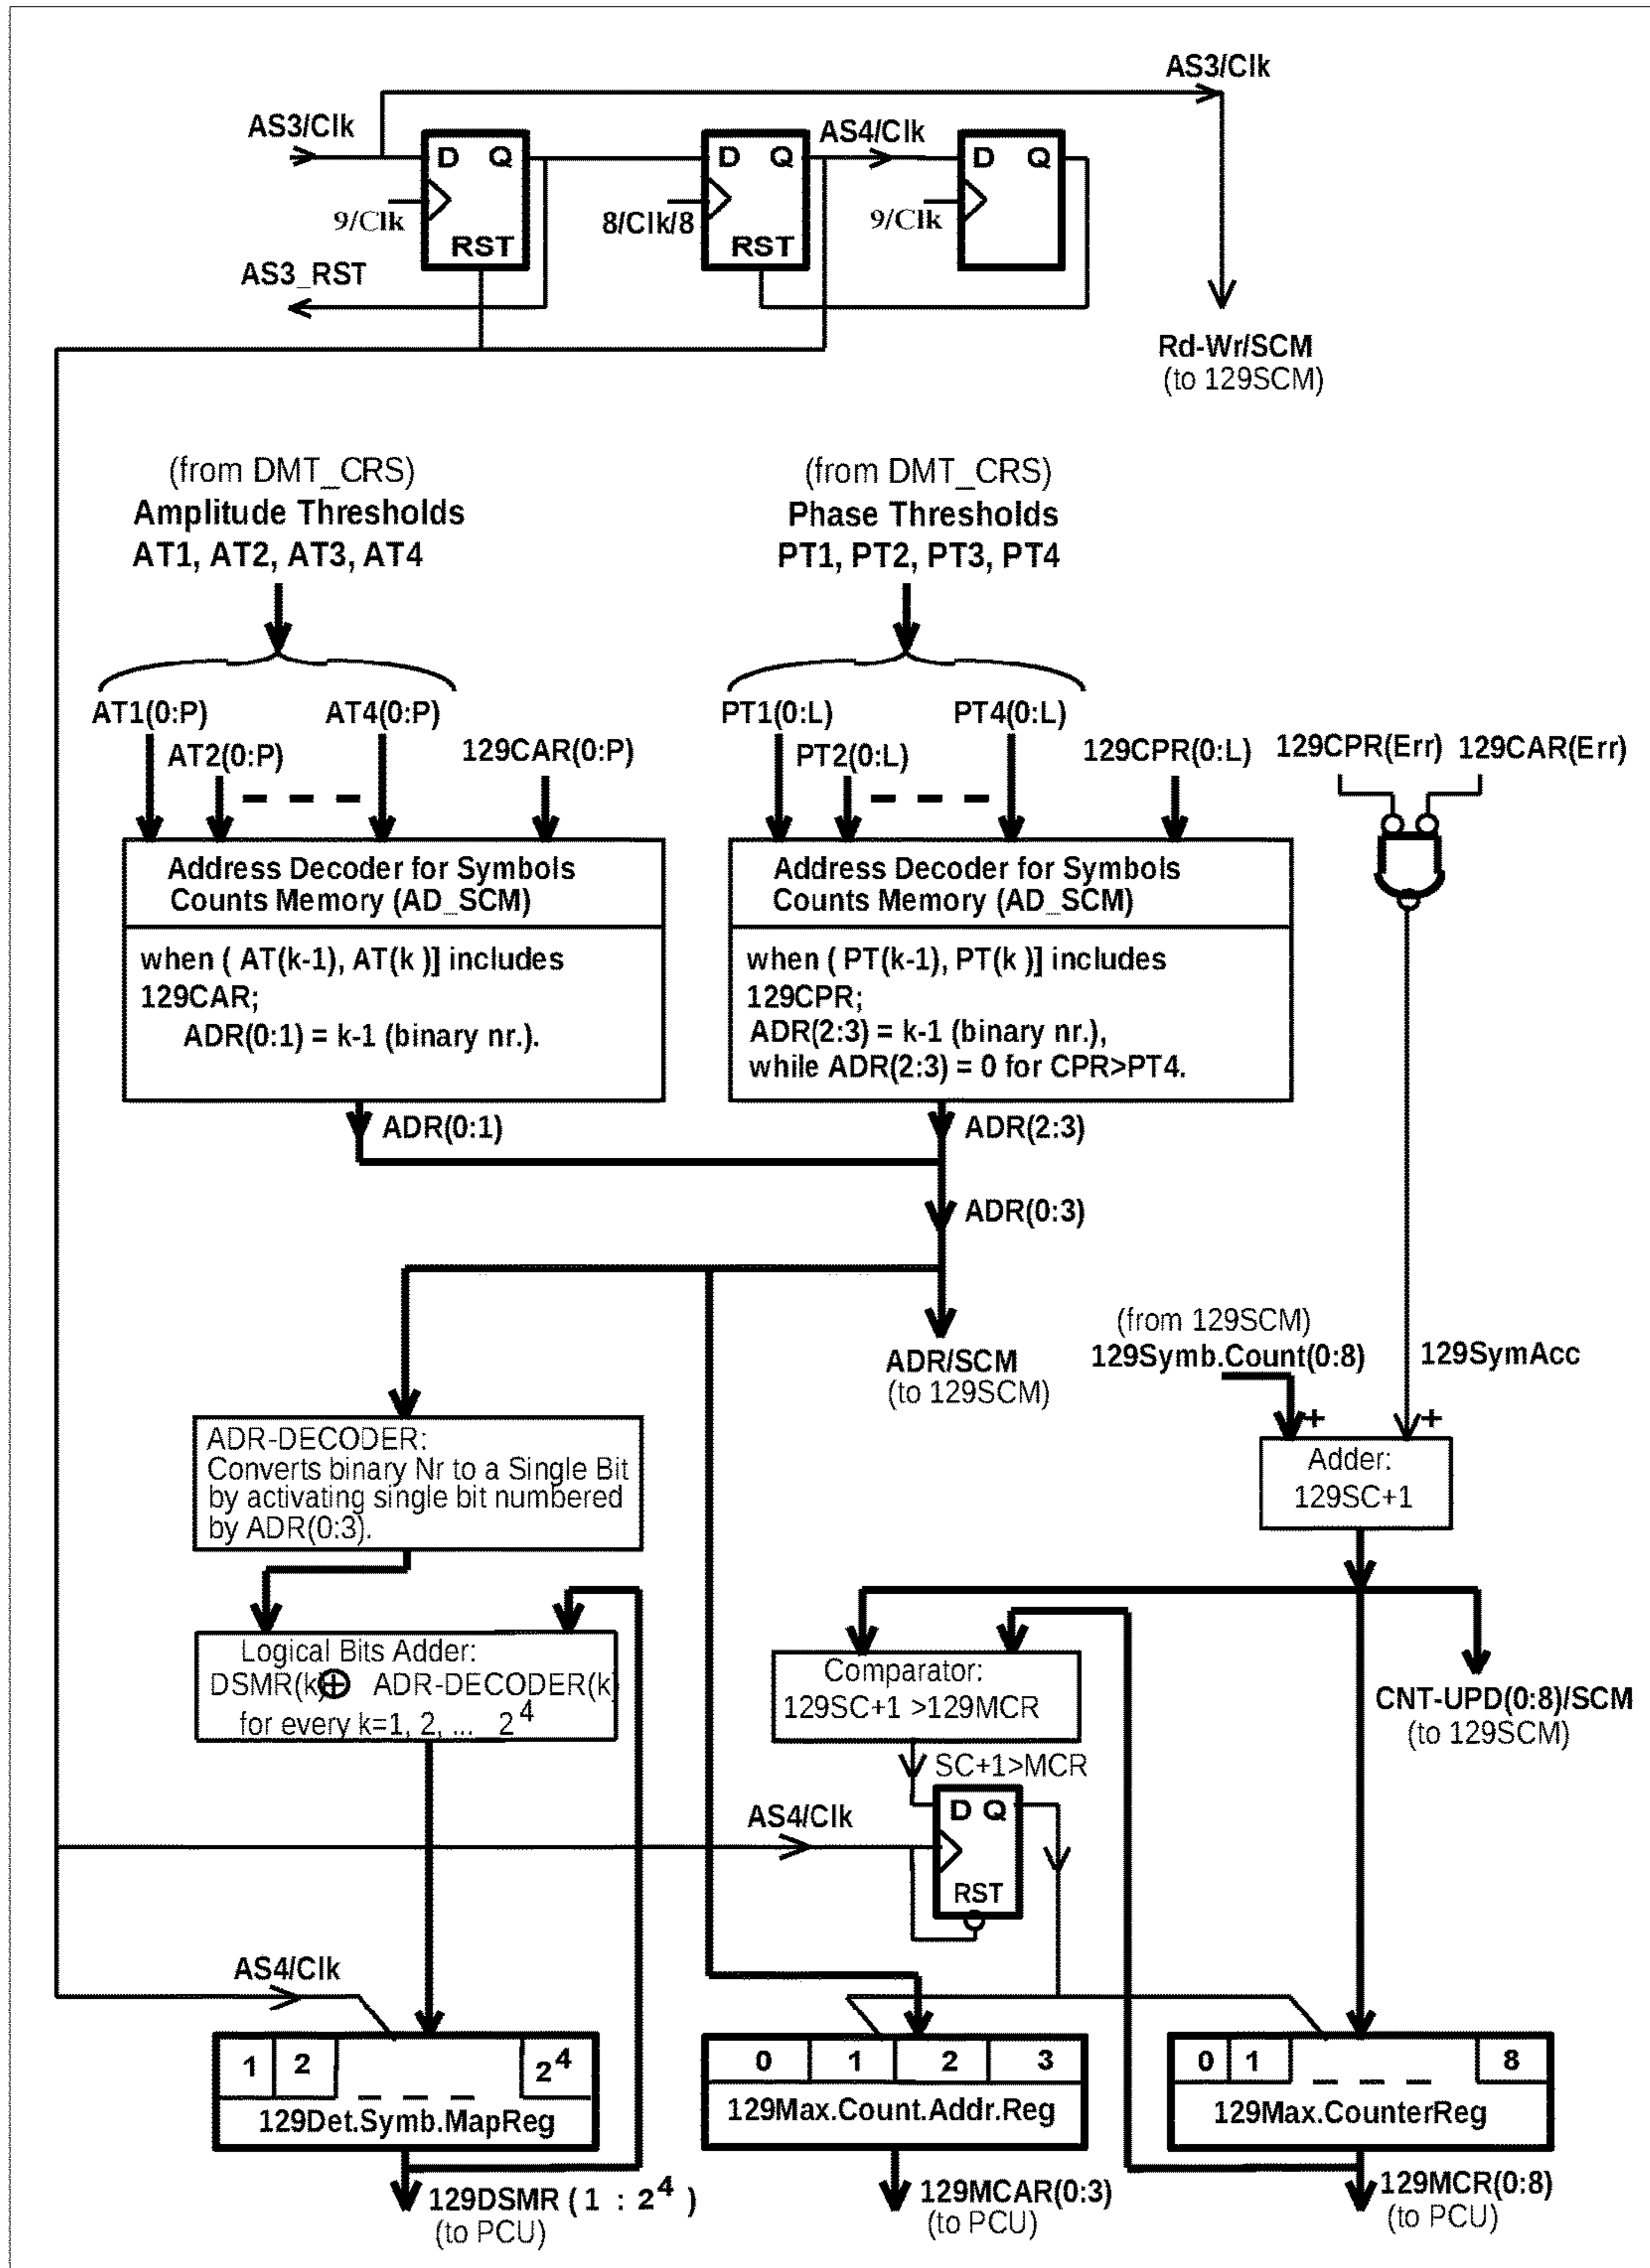 AS3/Clk
AS3/Clk
AS4/Clk
D Q
D Q
D Q
9/Clk
8/Clk/8
9/Clk
RST
RST
AS3_RST
Rd-Wr/SCM
(to 129SCM)
(from DMT_CRS)
Amplitude Thresholds
AT1, AT2, AT3, AT4
(from DMT_CRS)
Phase Thresholds
PT1, PT2, PT3, PT4
AT1(0:P)
AT4(0:P)
AT2(0:P)
129CAR(0:P)
PT1(0:L)
PT4(0:L)
PT2(0:L)
129CPR(0:L)
129CPR(Err)
129CAR(Err)
Address Decoder for Symbols
Counts Memory (AD_SCM)
when ( AT(k-1), AT(k )] includes
129CAR;
ADR(0:1) = k-1 (binary nr.).
Address Decoder for Symbols
Counts Memory (AD_SCM)
when ( PT(k-1), PT(k )] includes
129CPR;
ADR(2:3) = k-1 (binary nr.),
while ADR(2:3) = 0 for CPR>PT4.
ADR(0:1)
ADR(2:3)
ADR(0:3)
ADR/SCM
(to 129SCM)
(from 129SCM)
129Symb.Count(0:8)
129SymAcc
+
+
Adder:
129SC+1
ADR-DECODER:
Converts binary Nr to a Single Bit
by activating single bit numbered
by ADR(0:3).
Logical Bits Adder:
DSMR(k)⊕ ADR-DECODER(k)
for every k=1, 2, ... 2⁴
Comparator:
129SC+1 >129MCR
CNT-UPD(0:8)/SCM
(to 129SCM)
SC+1>MCR
D Q
AS4/Clk
RST
AS4/Clk
1 2 2⁴
129Det.Symb.MapReg
0 1 2 3
129Max.Count.Addr.Reg
0 1 8
129Max.CounterReg
129DSMR ( 1 : 2⁴ )
(to PCU)
129MCAR(0:3)
(to PCU)
129MCR(0:8)
(to PCU)